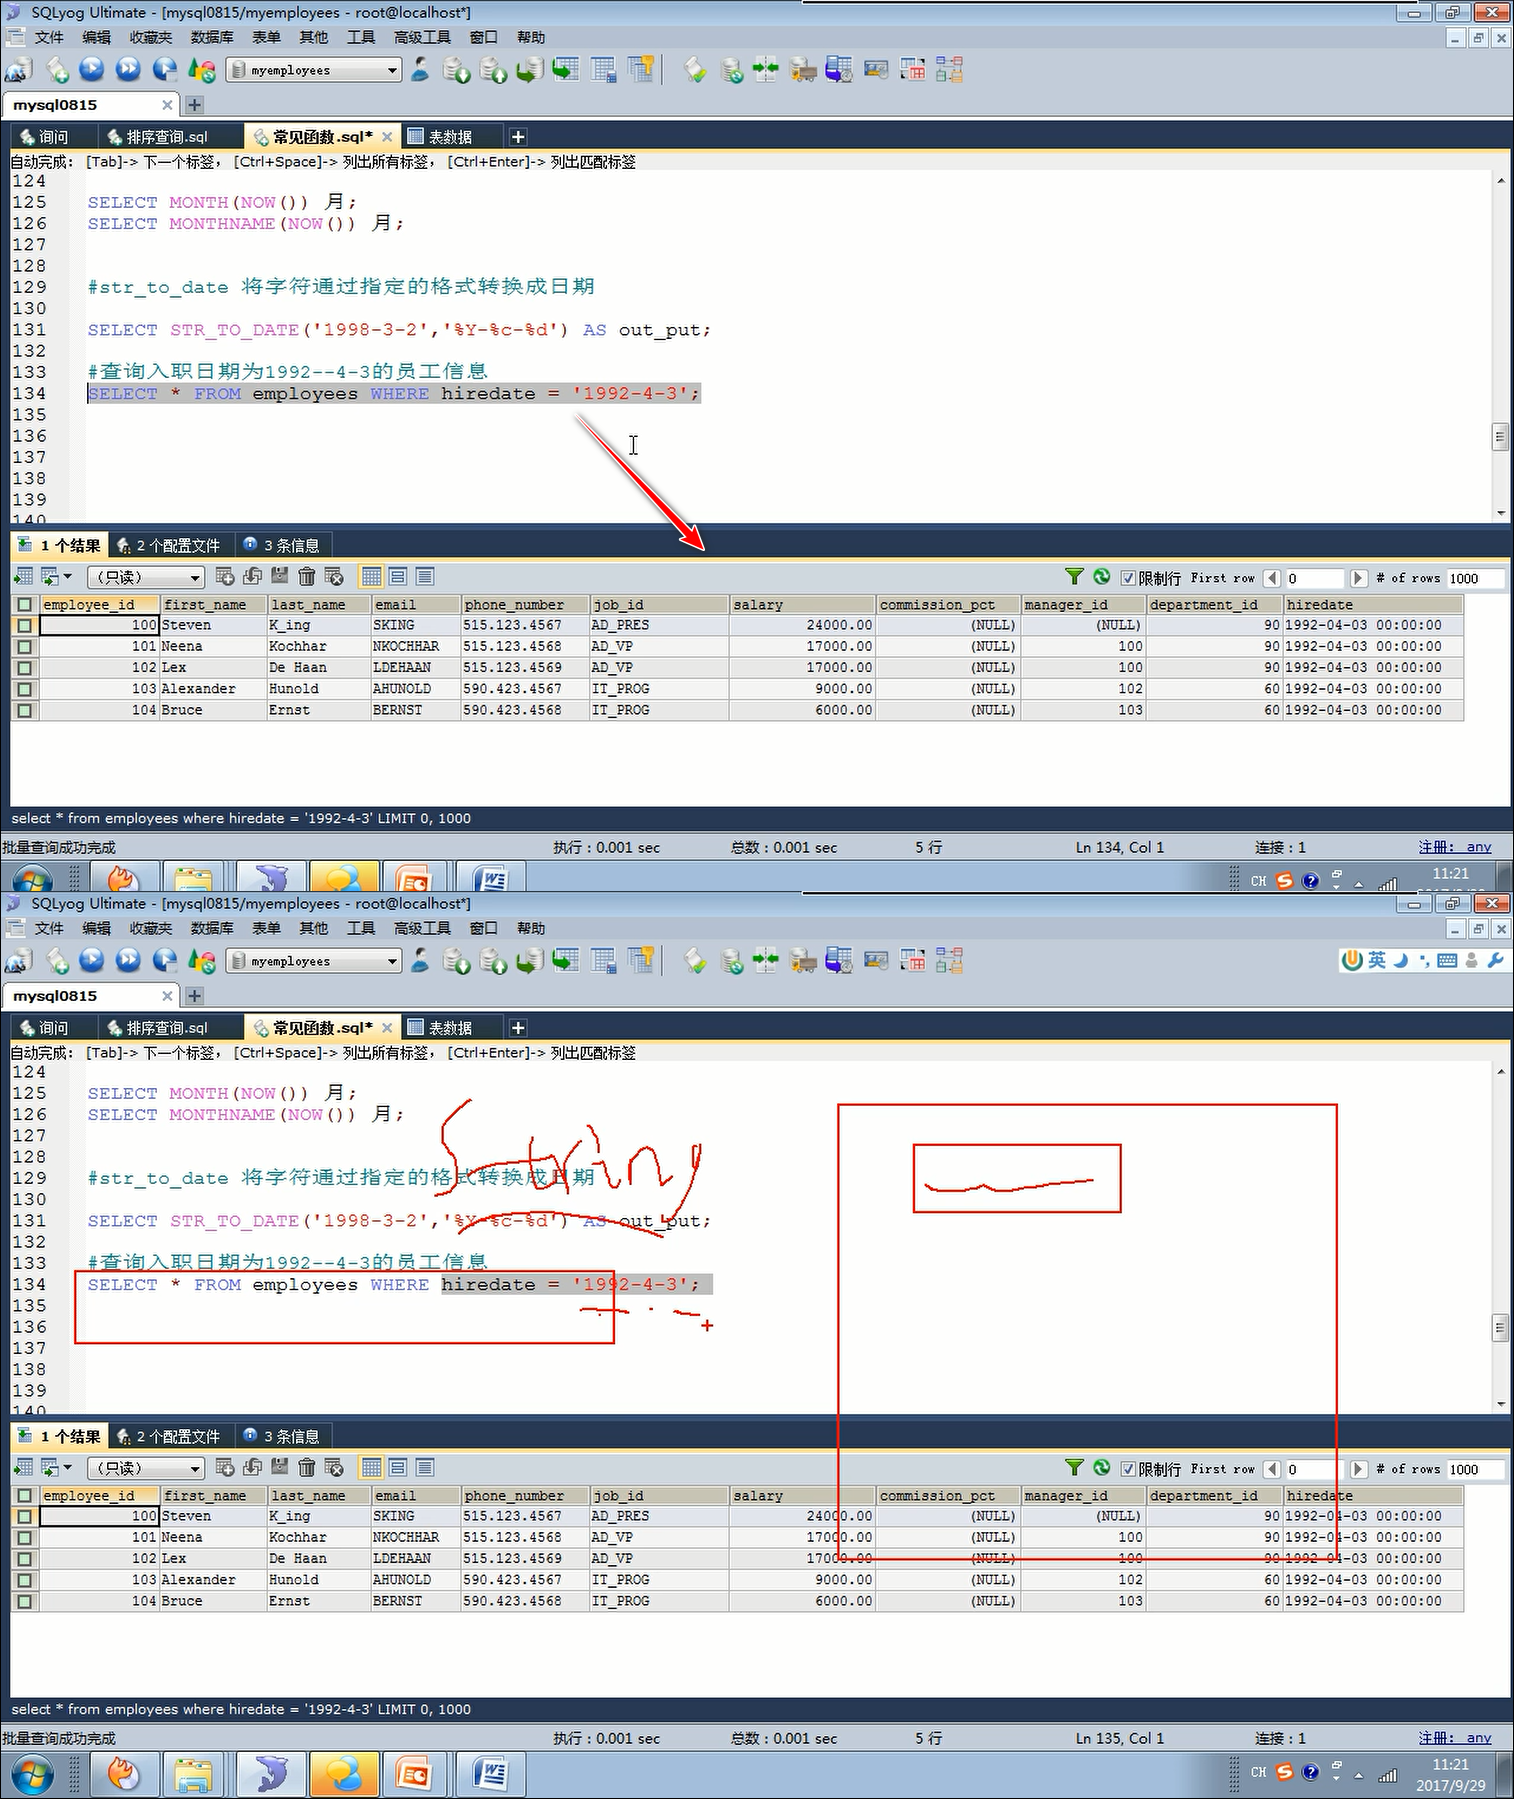 SQLyog Ultimate - [mysql0815/myemployees - root@localhost*]
文件 编辑 收藏夹 数据库 表单 其他 工具 高级工具 窗口 帮助
myemployees
mysql0815
询问 排序查询.sql 常见函数.sql* 表数据
自动完成: [Tab]-> 下一个标签, [Ctrl+Space]-> 列出所有标签, [Ctrl+Enter]-> 列出匹配标签
124
125 SELECT MONTH(NOW()) 月;
126 SELECT MONTHNAME(NOW()) 月;
127
128
129 #str_to_date 将字符通过指定的格式转换成日期
130
131 SELECT STR_TO_DATE('1998-3-2','%Y-%c-%d') AS out_put;
132
133 #查询入职日期为1992--4-3的员工信息
134 SELECT * FROM employees WHERE hiredate = '1992-4-3';
135
136
137
138
139
140
1 个结果 2 个配置文件 3 条信息
(只读) 限制行 First row 0 # of rows 1000
employee_id first_name last_name email phone_number job_id salary commission_pct manager_id department_id hiredate
100 Steven K_ing SKING 515.123.4567 AD_PRES 24000.00 (NULL) (NULL) 90 1992-04-03 00:00:00
101 Neena Kochhar NKOCHHAR 515.123.4568 AD_VP 17000.00 (NULL) 100 90 1992-04-03 00:00:00
102 Lex De Haan LDEHAAN 515.123.4569 AD_VP 17000.00 (NULL) 100 90 1992-04-03 00:00:00
103 Alexander Hunold AHUNOLD 590.423.4567 IT_PROG 9000.00 (NULL) 102 60 1992-04-03 00:00:00
104 Bruce Ernst BERNST 590.423.4568 IT_PROG 6000.00 (NULL) 103 60 1992-04-03 00:00:00
select * from employees where hiredate = '1992-4-3' LIMIT 0, 1000
批量查询成功完成 执行 : 0.001 sec 总数 : 0.001 sec 5 行 Ln 134, Col 1 连接 : 1 注册: any
CH 11:21
SQLyog Ultimate - [mysql0815/myemployees - root@localhost*]
文件 编辑 收藏夹 数据库 表单 其他 工具 高级工具 窗口 帮助
myemployees 英
mysql0815
询问 排序查询.sql 常见函数.sql* 表数据
自动完成: [Tab]-> 下一个标签, [Ctrl+Space]-> 列出所有标签, [Ctrl+Enter]-> 列出匹配标签
124
125 SELECT MONTH(NOW()) 月;
126 SELECT MONTHNAME(NOW()) 月;
127
String
128
129 #str_to_date 将字符通过指定的格式转换成日期
130
131 SELECT STR_TO_DATE('1998-3-2','%Y-%c-%d') AS out_put;
132
133 #查询入职日期为1992--4-3的员工信息
134 SELECT * FROM employees WHERE hiredate = '1992-4-3';
135
136
137
138
139
140
1 个结果 2 个配置文件 3 条信息
(只读) 限制行 First row 0 # of rows 1000
employee_id first_name last_name email phone_number job_id salary commission_pct manager_id department_id hiredate
100 Steven K_ing SKING 515.123.4567 AD_PRES 24000.00 (NULL) (NULL) 90 1992-04-03 00:00:00
101 Neena Kochhar NKOCHHAR 515.123.4568 AD_VP 17000.00 (NULL) 100 90 1992-04-03 00:00:00
102 Lex De Haan LDEHAAN 515.123.4569 AD_VP 17000.00 (NULL) 100 90 1992-04-03 00:00:00
103 Alexander Hunold AHUNOLD 590.423.4567 IT_PROG 9000.00 (NULL) 102 60 1992-04-03 00:00:00
104 Bruce Ernst BERNST 590.423.4568 IT_PROG 6000.00 (NULL) 103 60 1992-04-03 00:00:00
select * from employees where hiredate = '1992-4-3' LIMIT 0, 1000
批量查询成功完成 执行 : 0.001 sec 总数 : 0.001 sec 5 行 Ln 135, Col 1 连接 : 1 注册: any
CH 11:21
2017/9/29